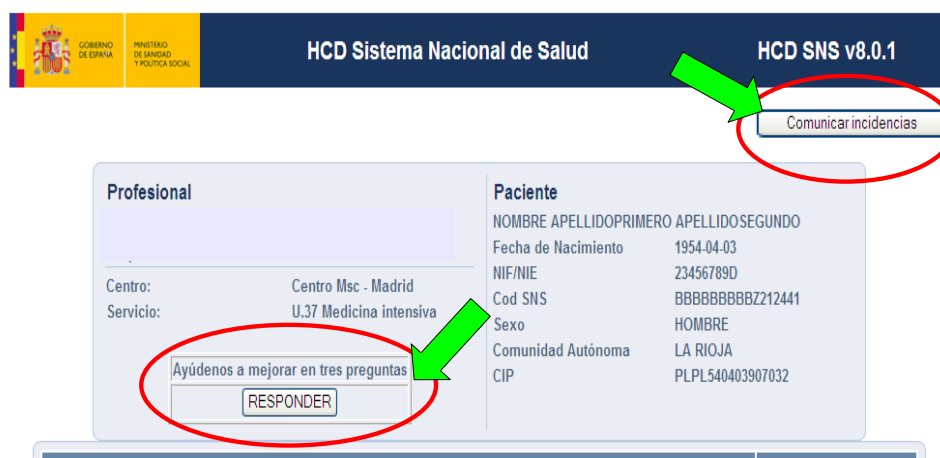 GOBIERNO
DE ESPAÑA
MINISTERIO
DE SANIDAD
Y POLITICA SOCIAL
HCD Sistema Nacional de Salud
HCD SNS v8.0.1
Comunicar incidencias
Profesional
Centro: Centro Msc - Madrid
Servicio: U.37 Medicina intensiva
Ayúdenos a mejorar en tres preguntas
RESPONDER
Paciente
NOMBRE APELLIDOPRIMERO APELLIDOSEGUNDO
Fecha de Nacimiento 1954-04-03
NIF/NIE 23456789D
Cod SNS BBBBBBBBBZ212441
Sexo HOMBRE
Comunidad Autónoma LA RIOJA
CIP PLPL540403907032